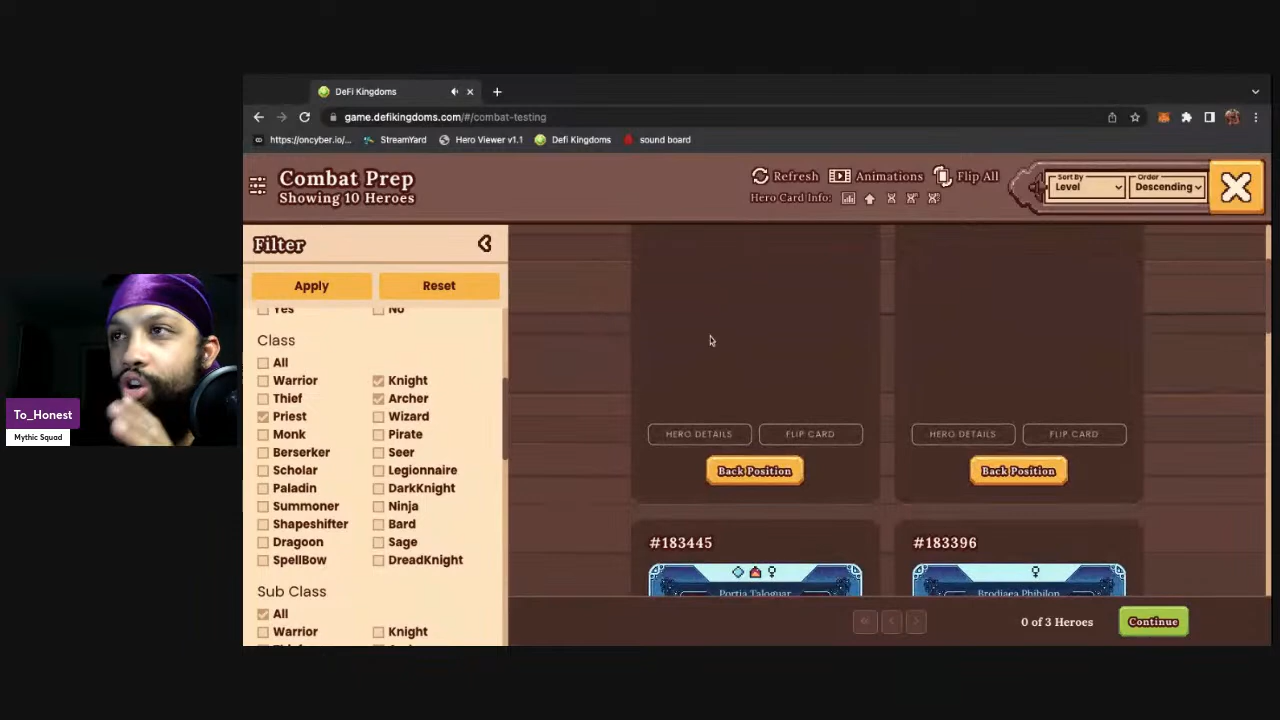 DeFi Kingdoms
game.defikingdoms.com/#/combat-testing
https://oncyber.io/... StreamYard Hero Viewer v1.1 Defi Kingdoms sound board
Combat Prep
Showing 10 Heroes
Refresh Animations Flip All
Hero Card Info:
Sort By
Level
Order
Descending
Filter
Apply Reset
Yes No
Class
All
Warrior Knight
Thief Archer
Priest Wizard
Monk Pirate
Berserker Seer
Scholar Legionnaire
Paladin DarkKnight
Summoner Ninja
Shapeshifter Bard
Dragoon Sage
SpellBow DreadKnight
Sub Class
All
Warrior Knight
HERO DETAILS FLIP CARD
Back Position
HERO DETAILS FLIP CARD
Back Position
#183445
Portia Taloguar
#183396
Brodiaea Phibilon
0 of 3 Heroes Continue
To_Honest
Mythic Squad